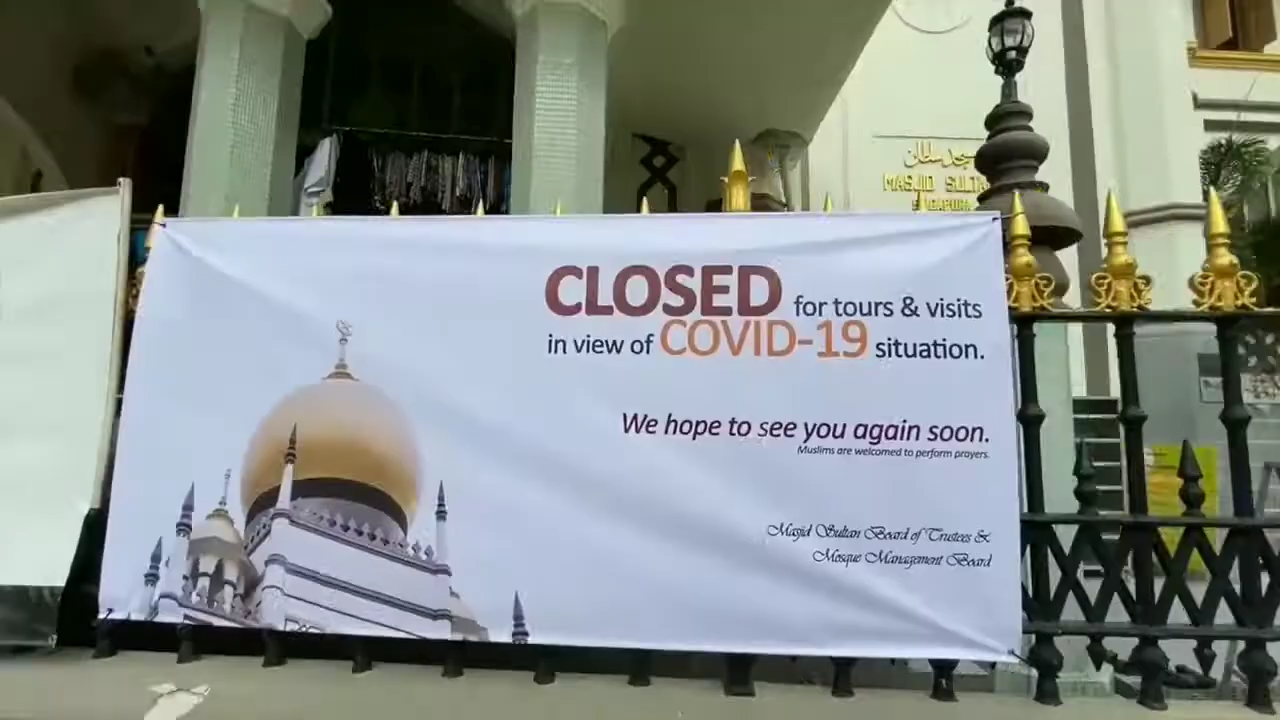 مسجد سلطان
MASJID SULTAN
SINGAPURA
CLOSED for tours & visits
in view of COVID-19 situation.
We hope to see you again soon.
Muslims are welcomed to perform prayers.
Masjid Sultan Board of Trustees &
Mosque Management Board